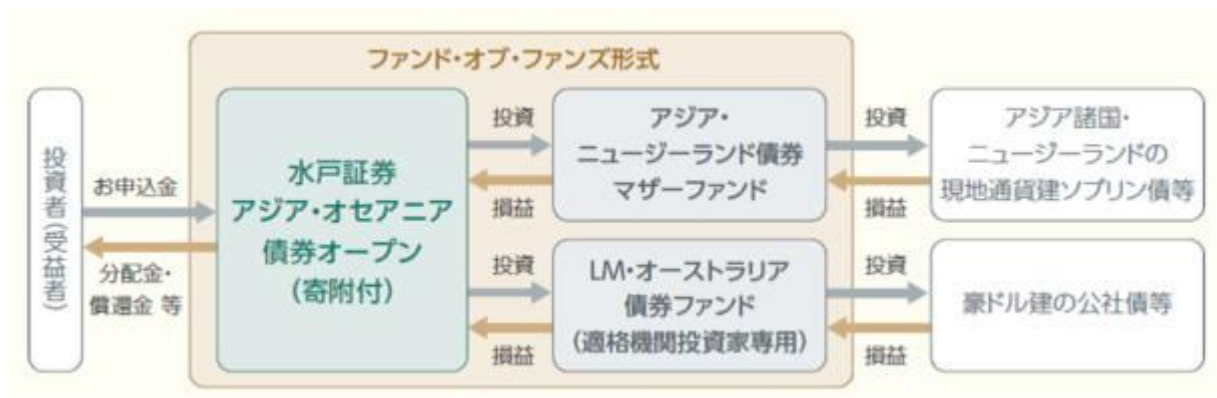 ファンド・オブ・ファンズ形式
投資者(受益者)
お申込金
分配金・
償還金 等
水戸証券
アジア・オセアニア
債券オープン
(寄附付)
投資
損益
アジア・
ニュージーランド債券
マザーファンド
投資
損益
アジア諸国・
ニュージーランドの
現地通貨建ソブリン債等
投資
損益
LM・オーストラリア
債券ファンド
(適格機関投資家専用)
投資
損益
豪ドル建の公社債等